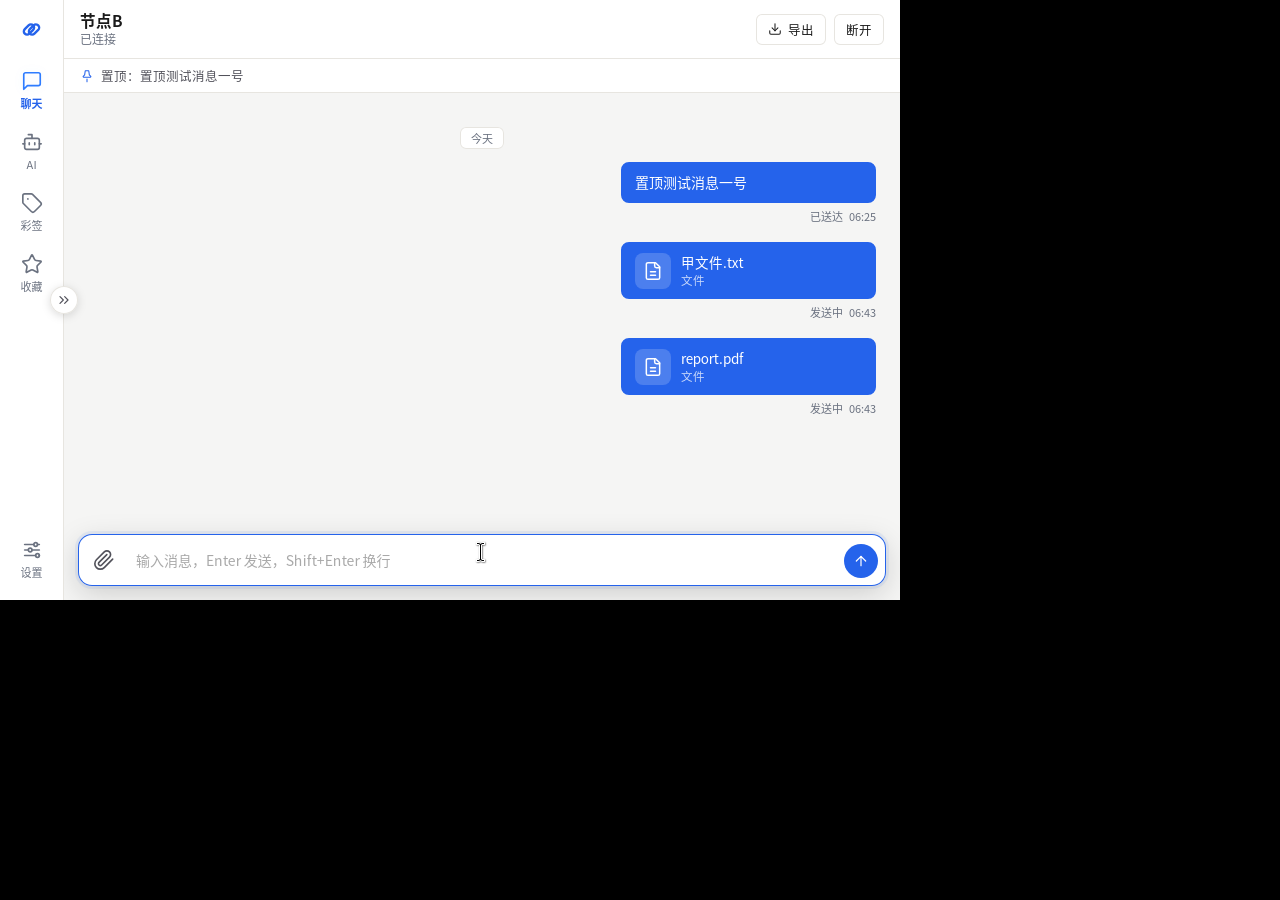 节点B
已连接
导出
断开
置顶：置顶测试消息一号
聊天
AI
彩签
收藏
设置
今天
置顶测试消息一号
已送达 06:25
甲文件.txt
文件
发送中 06:43
report.pdf
文件
发送中 06:43
输入消息，Enter 发送，Shift+Enter 换行